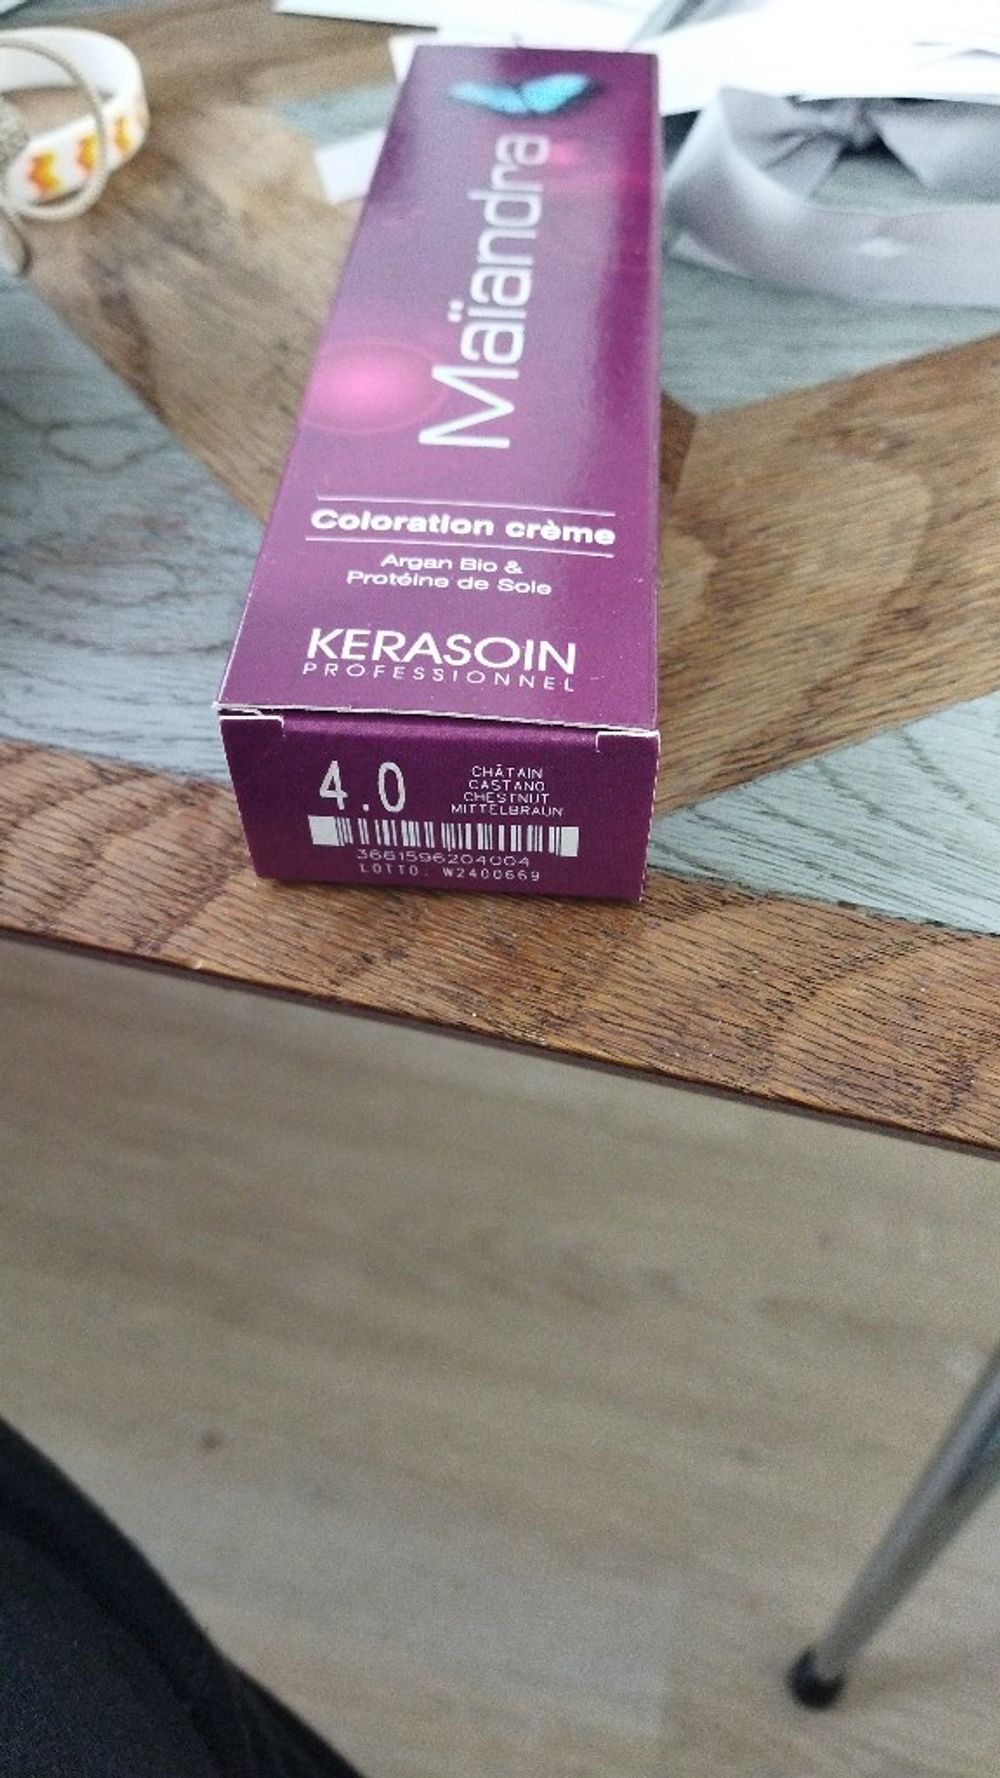 Maïandra
Coloration crème
Argan Bio &
Protéine de Soie
KERASOIN
PROFESSIONNEL
4.0
CHÂTAIN
CASTANO
CHESTNUT
MITTELBRAUN
3661596204004
LOTTO: W2400669